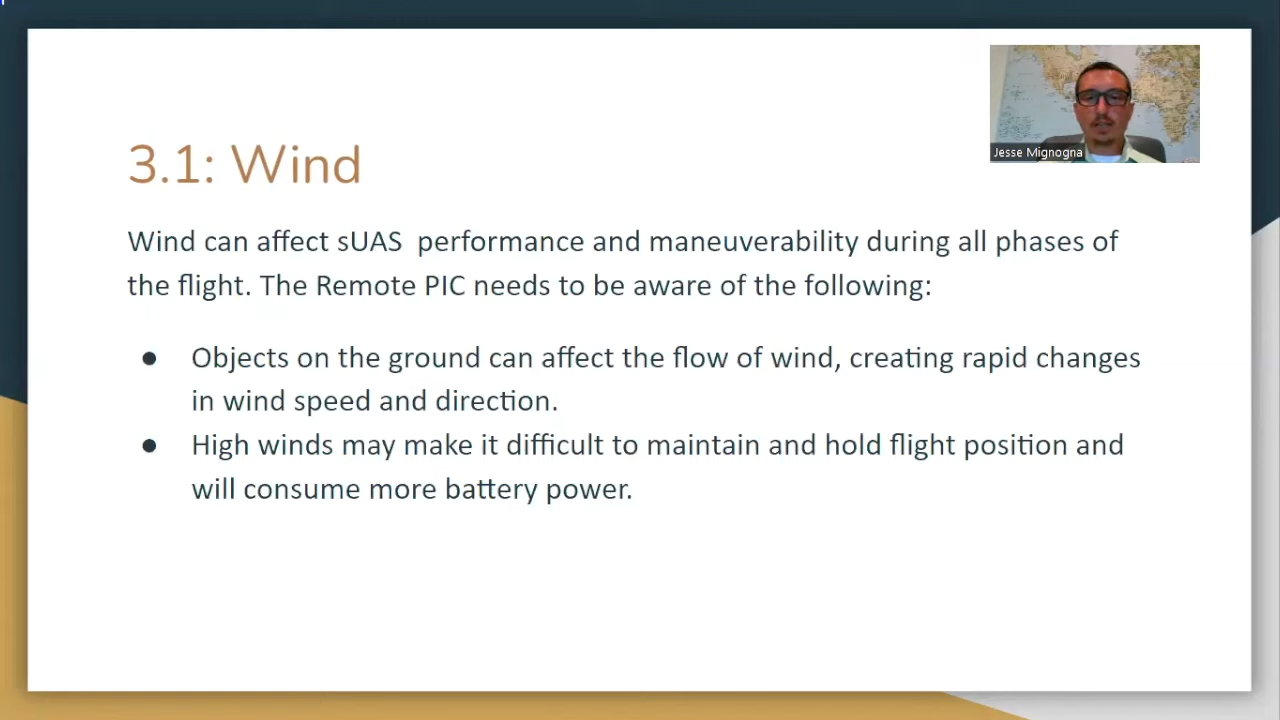 Jesse Mignogna
3.1: Wind
Wind can affect sUAS  performance and maneuverability during all phases of
the flight. The Remote PIC needs to be aware of the following:
● Objects on the ground can affect the flow of wind, creating rapid changes
in wind speed and direction.
● High winds may make it difficult to maintain and hold flight position and
will consume more battery power.